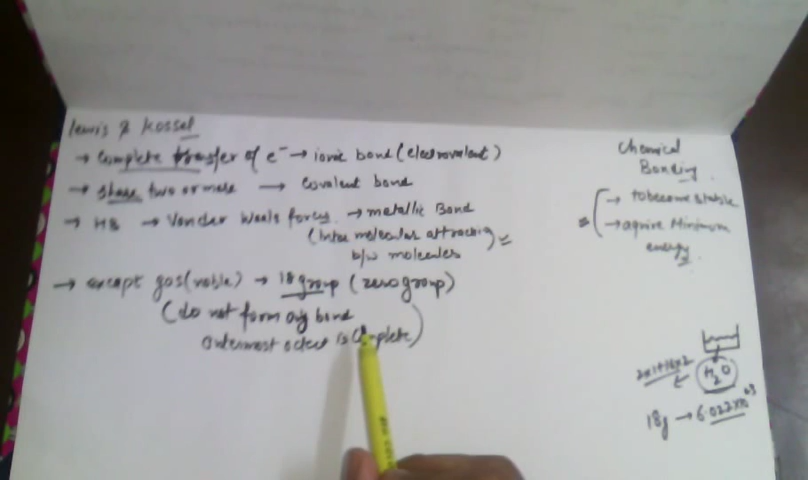 Lewis & Kossel
→ Complete transfer of e⁻ → ionic bond (electrovalent)
→ share two or more → Covalent bond
→ HB → Vander Waals forces → metallic Bond
(Inter molecular attracting
b/w molecules)
→ except gas (noble) → 18 group (zero group)
(do not form any bond
Outermost octet is Complete)
Chemical
Bonding
→ to become stable
→ aquire Minimum
energy
H₂O
18g → 6.022×10²³